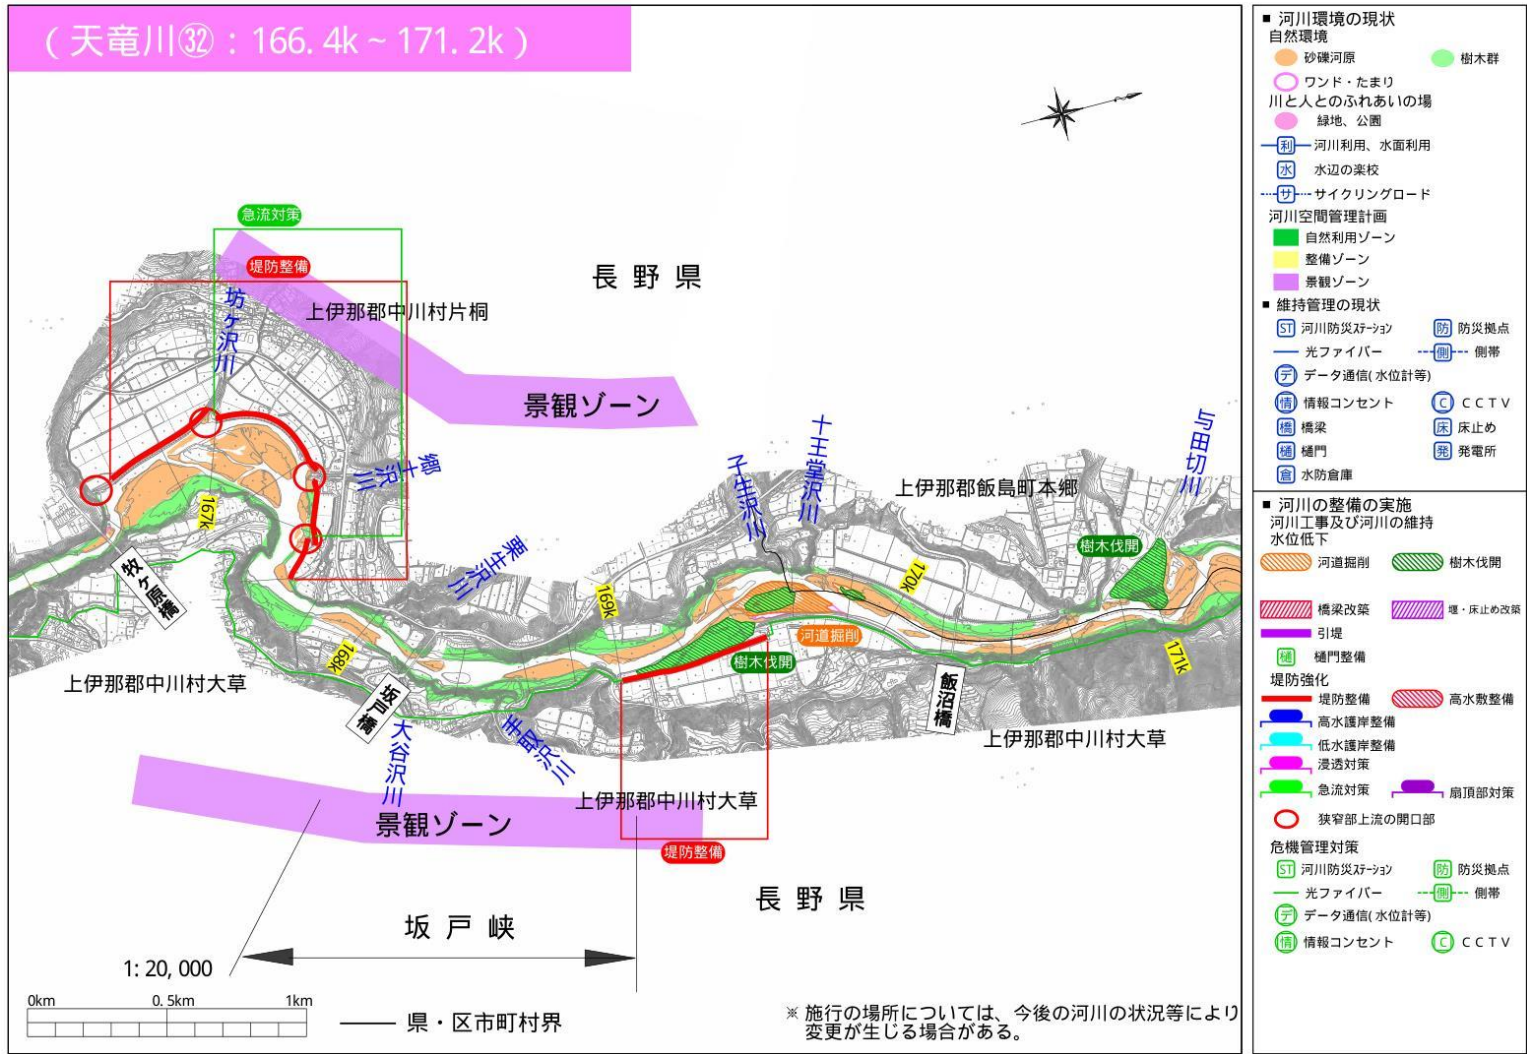 (天竜川㉜:166.4k~171.2k)
急流対策
堤防整備
長野県
上伊那郡中川村片桐
坊ヶ沢川
景観ゾーン
郷士沢川
十王堂沢川
子生沢川
与田切川
上伊那郡飯島町本郷
樹木伐開
167k
牧ヶ原橋
栗生沢川
169k
170k
河道掘削
樹木伐開
171k
168k
上伊那郡中川村大草
坂戸橋
飯沼橋
大谷沢川
手取沢川
上伊那郡中川村大草
上伊那郡中川村大草
景観ゾーン
堤防整備
長野県
坂戸峡
1:20,000
0km 0.5km 1km
県・区市町村界
※ 施行の場所については、今後の河川の状況等により
変更が生じる場合がある。
■ 河川環境の現状
自然環境
砂礫河原 樹木群
ワンド・たまり
川と人とのふれあいの場
緑地、公園
利 河川利用、水面利用
水 水辺の楽校
サ サイクリングロード
河川空間管理計画
自然利用ゾーン
整備ゾーン
景観ゾーン
■ 維持管理の現状
ST 河川防災ステーション 防 防災拠点
光ファイバー 側 側帯
デ データ通信(水位計等)
情 情報コンセント C CCTV
橋 橋梁 床 床止め
樋 樋門 発 発電所
倉 水防倉庫
■ 河川の整備の実施
河川工事及び河川の維持
水位低下
河道掘削 樹木伐開
橋梁改築 堰・床止め改築
引堤
樋 樋門整備
堤防強化
堤防整備 高水敷整備
高水護岸整備
低水護岸整備
浸透対策
急流対策 扇頂部対策
狭窄部上流の開口部
危機管理対策
ST 河川防災ステーション 防 防災拠点
光ファイバー 側 側帯
デ データ通信(水位計等)
情 情報コンセント C CCTV